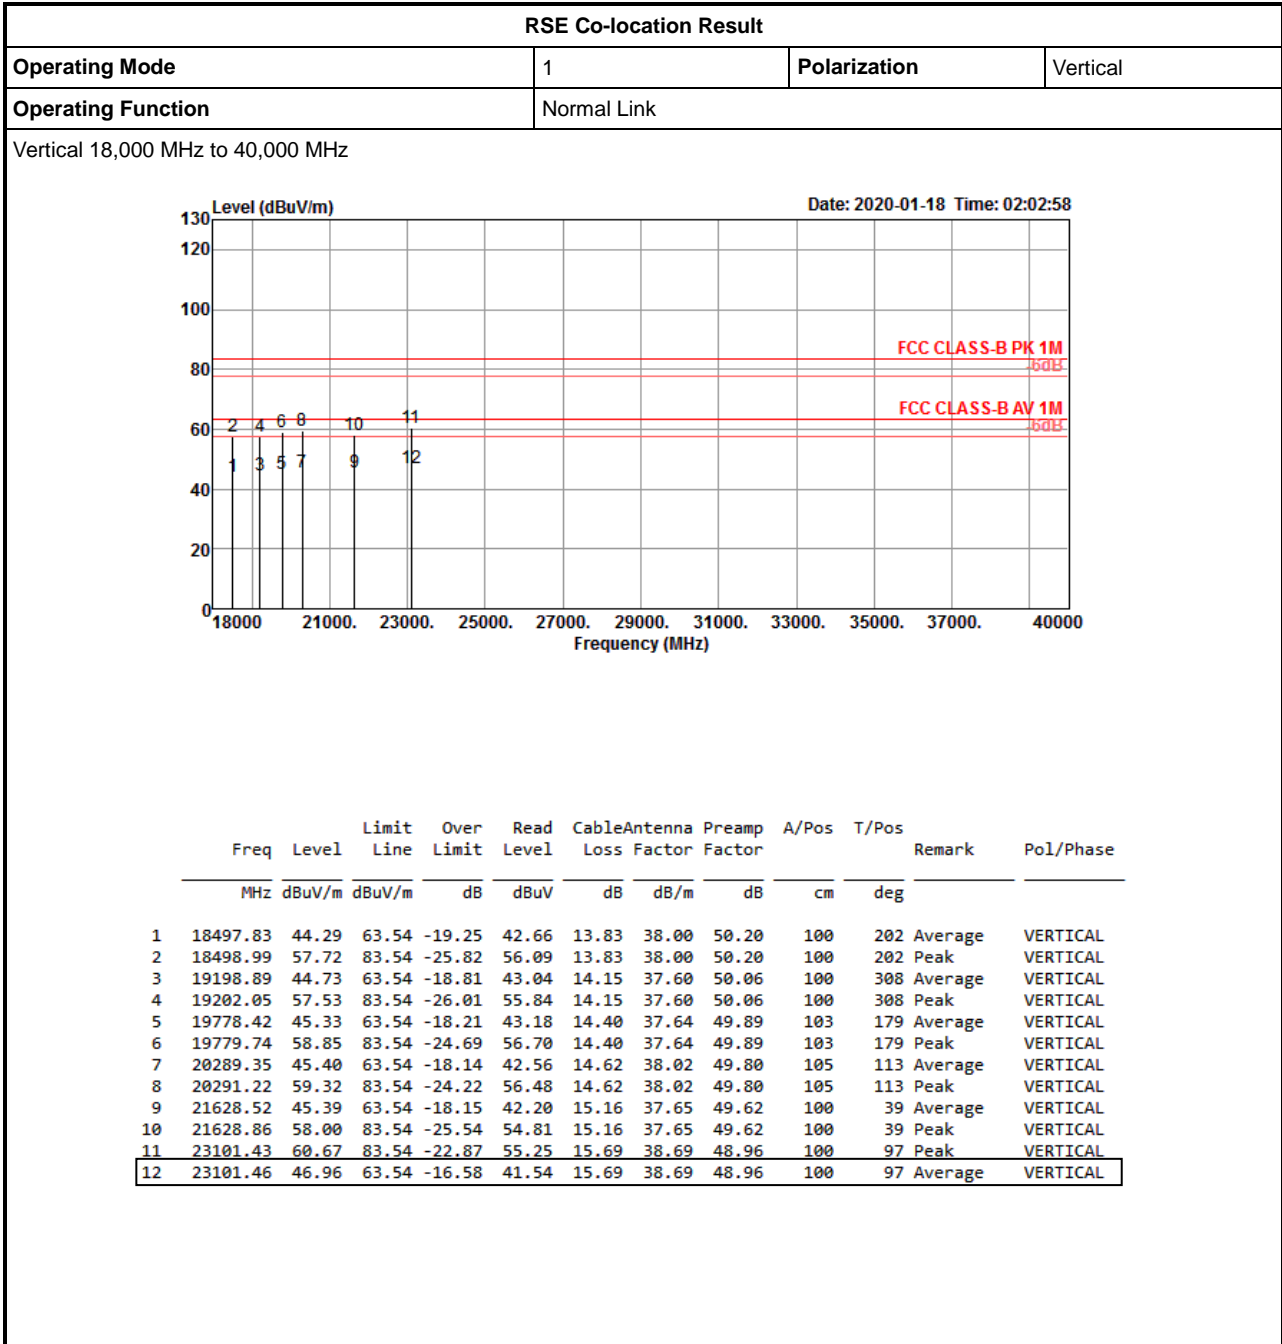 RSE Co-location Result
Operating Mode 1 Polarization Vertical
Operating Function Normal Link
Vertical 18,000 MHz to 40,000 MHz
Level (dBuV/m) Date: 2020-01-18 Time: 02:02:58
130
120
100
FCC CLASS-B PK 1M
80 -6dB
FCC CLASS-B AV 1M
60 2 4 6 8 10 11 -6dB
1 3 5 7 9 12
40
20
0
18000 21000. 23000. 25000. 27000. 29000. 31000. 33000. 35000. 37000. 40000
Frequency (MHz)
Limit Over Read CableAntenna Preamp A/Pos T/Pos
Freq Level Line Limit Level Loss Factor Factor Remark Pol/Phase
MHz dBuV/m dBuV/m dB dBuV dB dB/m dB cm deg
1 18497.83 44.29 63.54 -19.25 42.66 13.83 38.00 50.20 100 202 Average VERTICAL
2 18498.99 57.72 83.54 -25.82 56.09 13.83 38.00 50.20 100 202 Peak VERTICAL
3 19198.89 44.73 63.54 -18.81 43.04 14.15 37.60 50.06 100 308 Average VERTICAL
4 19202.05 57.53 83.54 -26.01 55.84 14.15 37.60 50.06 100 308 Peak VERTICAL
5 19778.42 45.33 63.54 -18.21 43.18 14.40 37.64 49.89 103 179 Average VERTICAL
6 19779.74 58.85 83.54 -24.69 56.70 14.40 37.64 49.89 103 179 Peak VERTICAL
7 20289.35 45.40 63.54 -18.14 42.56 14.62 38.02 49.80 105 113 Average VERTICAL
8 20291.22 59.32 83.54 -24.22 56.48 14.62 38.02 49.80 105 113 Peak VERTICAL
9 21628.52 45.39 63.54 -18.15 42.20 15.16 37.65 49.62 100 39 Average VERTICAL
10 21628.86 58.00 83.54 -25.54 54.81 15.16 37.65 49.62 100 39 Peak VERTICAL
11 23101.43 60.67 83.54 -22.87 55.25 15.69 38.69 48.96 100 97 Peak VERTICAL
12 23101.46 46.96 63.54 -16.58 41.54 15.69 38.69 48.96 100 97 Average VERTICAL